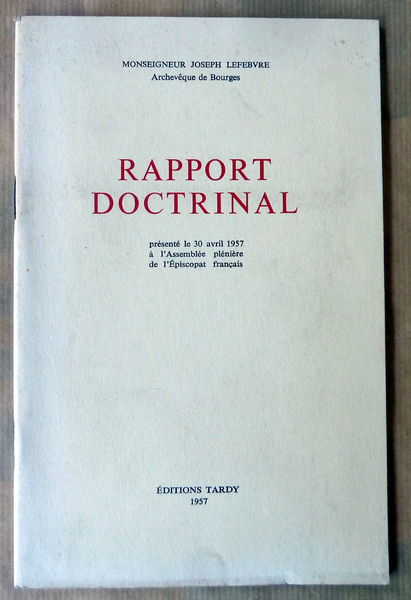 MONSEIGNEUR JOSEPH LEFEBVRE
Archevêque de Bourges
RAPPORT
DOCTRINAL
présenté le 30 avril 1957
à l'Assemblée plénière
de l'Épiscopat français
ÉDITIONS TARDY
1957